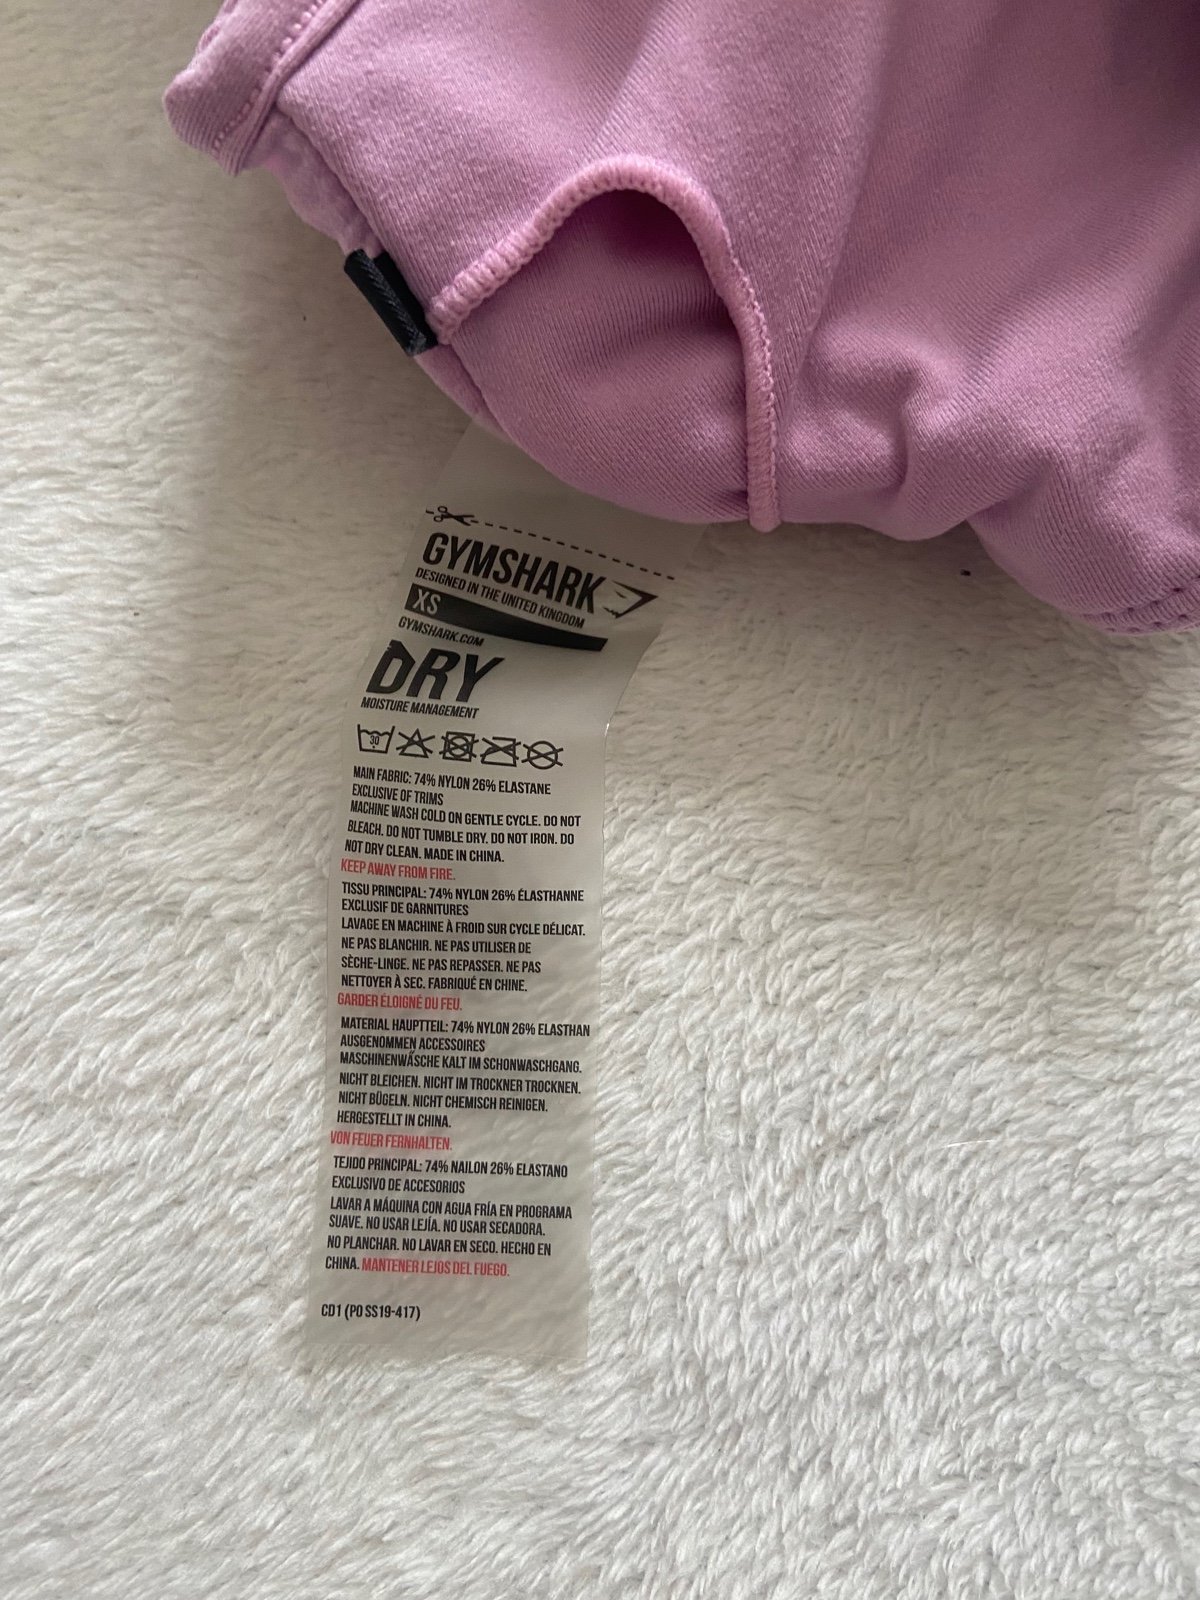 GYMSHARK
DESIGNED IN THE UNITED KINGDOM
XS
GYMSHARK.COM
DRY
MOISTURE MANAGEMENT
30
MAIN FABRIC: 74% NYLON 26% ELASTANE
EXCLUSIVE OF TRIMS
MACHINE WASH COLD ON GENTLE CYCLE. DO NOT
BLEACH. DO NOT TUMBLE DRY. DO NOT IRON. DO
NOT DRY CLEAN. MADE IN CHINA.
KEEP AWAY FROM FIRE.
TISSU PRINCIPAL: 74% NYLON 26% ÉLASTHANNE
EXCLUSIF DE GARNITURES
LAVAGE EN MACHINE À FROID SUR CYCLE DÉLICAT.
NE PAS BLANCHIR. NE PAS UTILISER DE
SÈCHE-LINGE. NE PAS REPASSER. NE PAS
NETTOYER À SEC. FABRIQUÉ EN CHINE.
GARDER ÉLOIGNÉ DU FEU.
MATERIAL HAUPTTEIL: 74% NYLON 26% ELASTHAN
AUSGENOMMEN ACCESSOIRES
MASCHINENWÄSCHE KALT IM SCHONWASCHGANG.
NICHT BLEICHEN. NICHT IM TROCKNER TROCKNEN.
NICHT BÜGELN. NICHT CHEMISCH REINIGEN.
HERGESTELLT IN CHINA.
VON FEUER FERNHALTEN.
TEJIDO PRINCIPAL: 74% NAILON 26% ELASTANO
EXCLUSIVO DE ACCESORIOS
LAVAR A MÁQUINA CON AGUA FRÍA EN PROGRAMA
SUAVE. NO USAR LEJÍA. NO USAR SECADORA.
NO PLANCHAR. NO LAVAR EN SECO. HECHO EN
CHINA. MANTENER LEJOS DEL FUEGO.
CD1 (PO SS19-417)